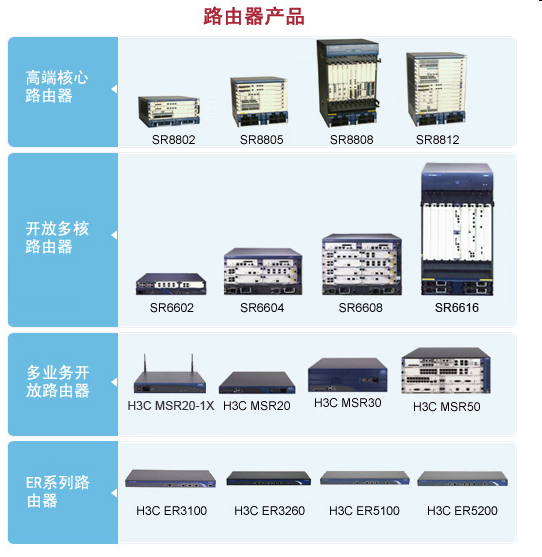 路由器产品
高端核心
路由器
SR8802
SR8805
SR8808
SR8812
开放多核
路由器
SR6602
SR6604
SR6608
SR6616
多业务开
放路由器
H3C MSR20-1X
H3C MSR20
H3C MSR30
H3C MSR50
ER系列路
由器
H3C ER3100
H3C ER3260
H3C ER5100
H3C ER5200